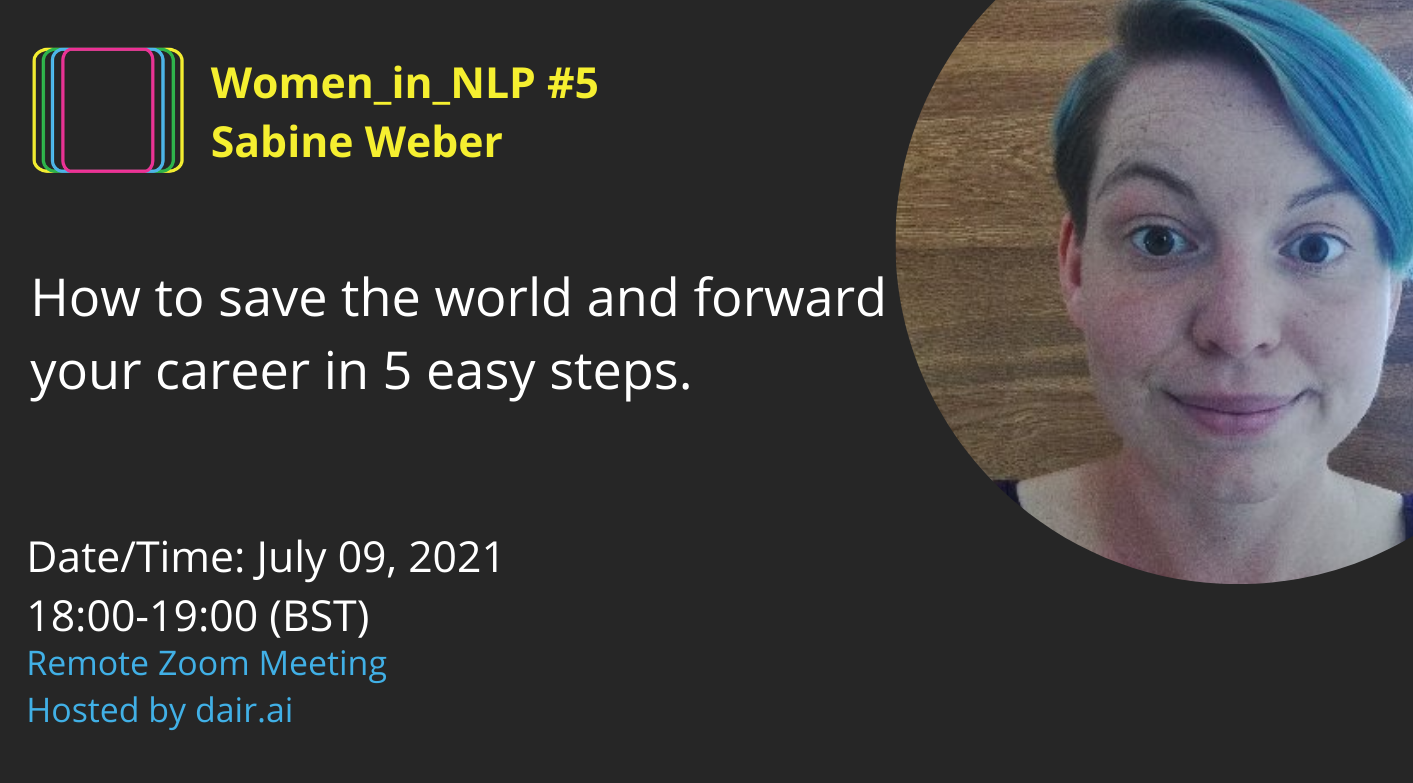 Women_in_NLP #5
Sabine Weber
How to save the world and forward
your career in 5 easy steps.
Date/Time: July 09, 2021
18:00-19:00 (BST)
Remote Zoom Meeting
Hosted by dair.ai